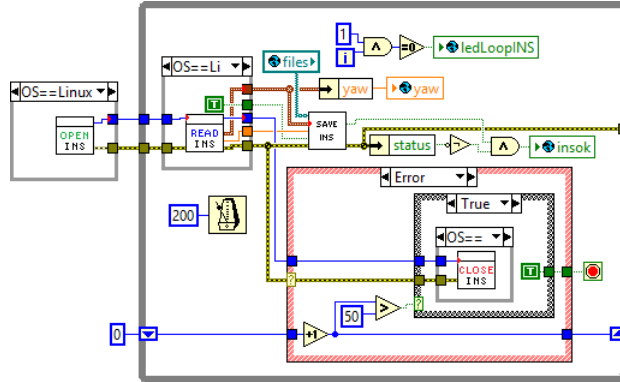 1
i
^
=0
ledLoopINS
OS==Linux
OS==Li
files
yaw
yaw
T
OPEN
INS
READ
INS
SAVE
INS
status
^
insok
200
Error
True
OS==
CLOSE
INS
T
?
?
50
>
0
+1